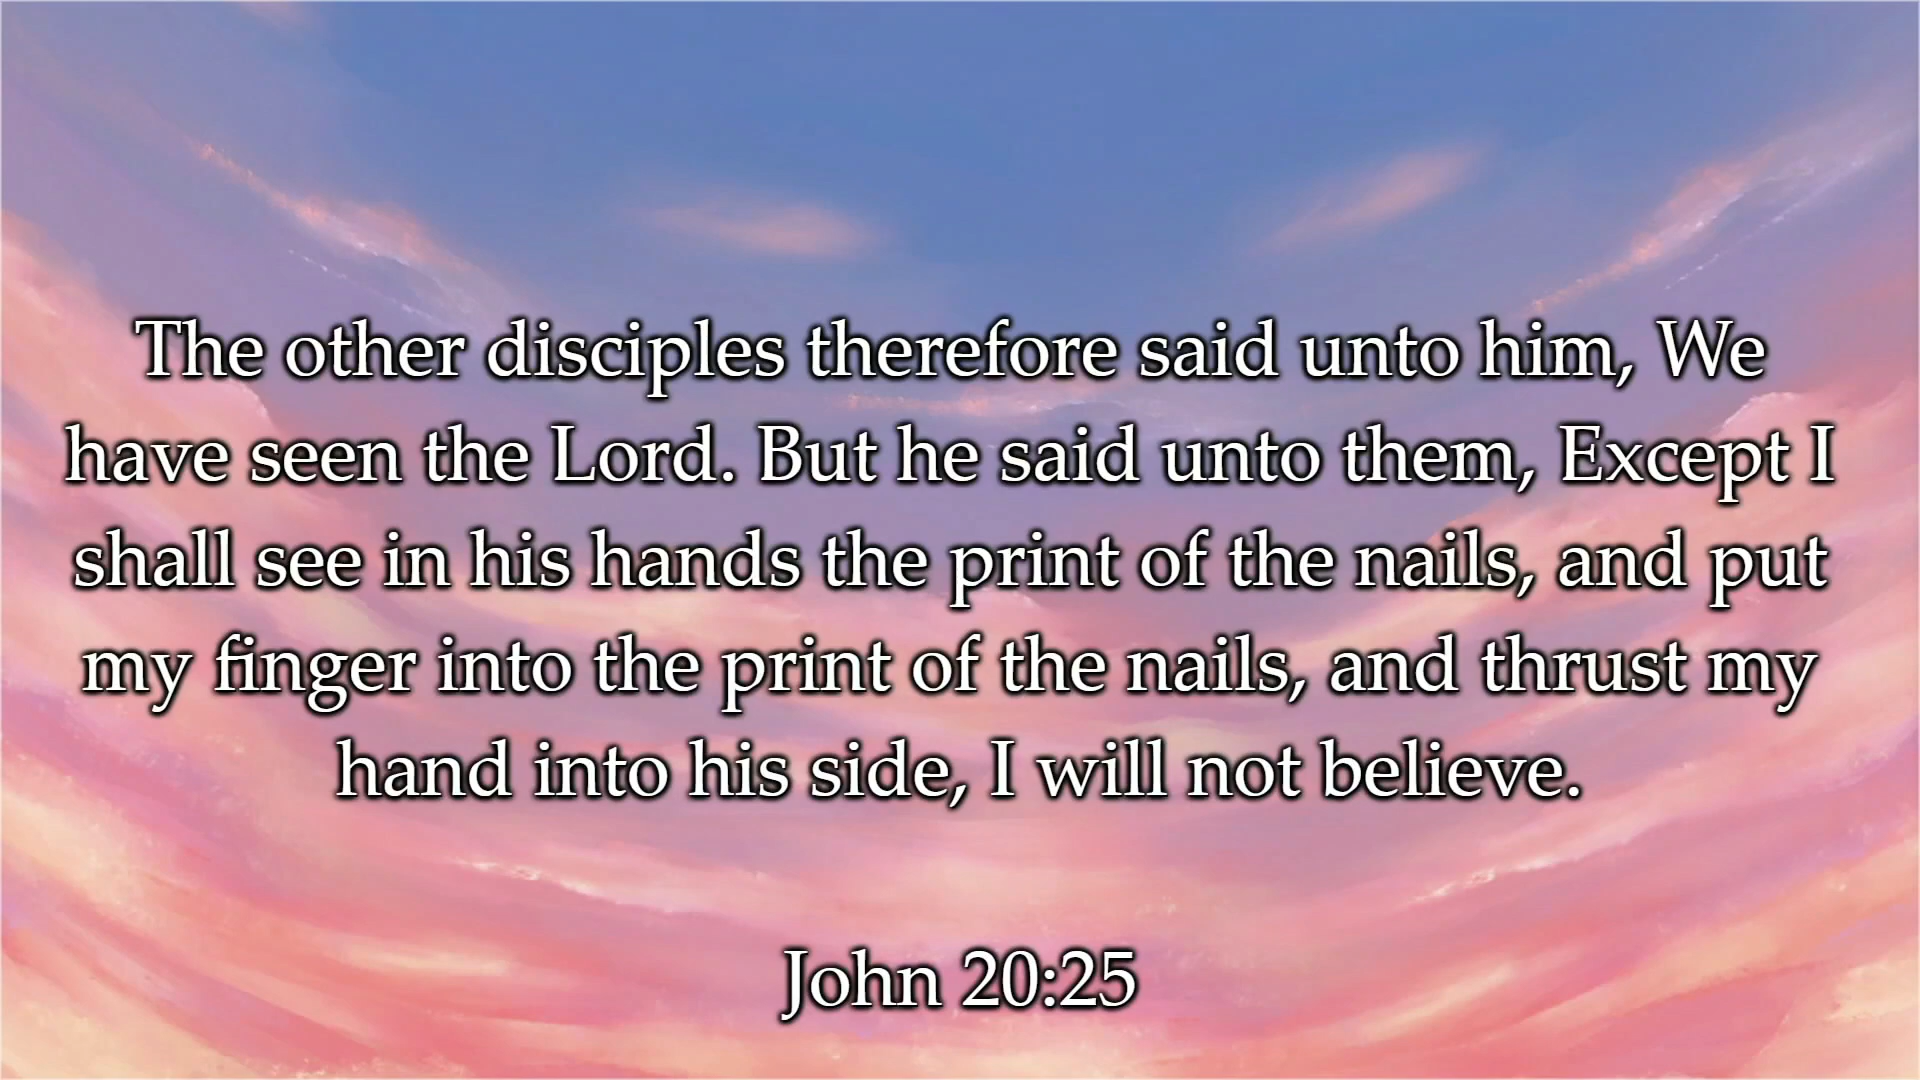 The other disciples therefore said unto him, We
have seen the Lord. But he said unto them, Except I
shall see in his hands the print of the nails, and put
my finger into the print of the nails, and thrust my
hand into his side, I will not believe.
John 20:25